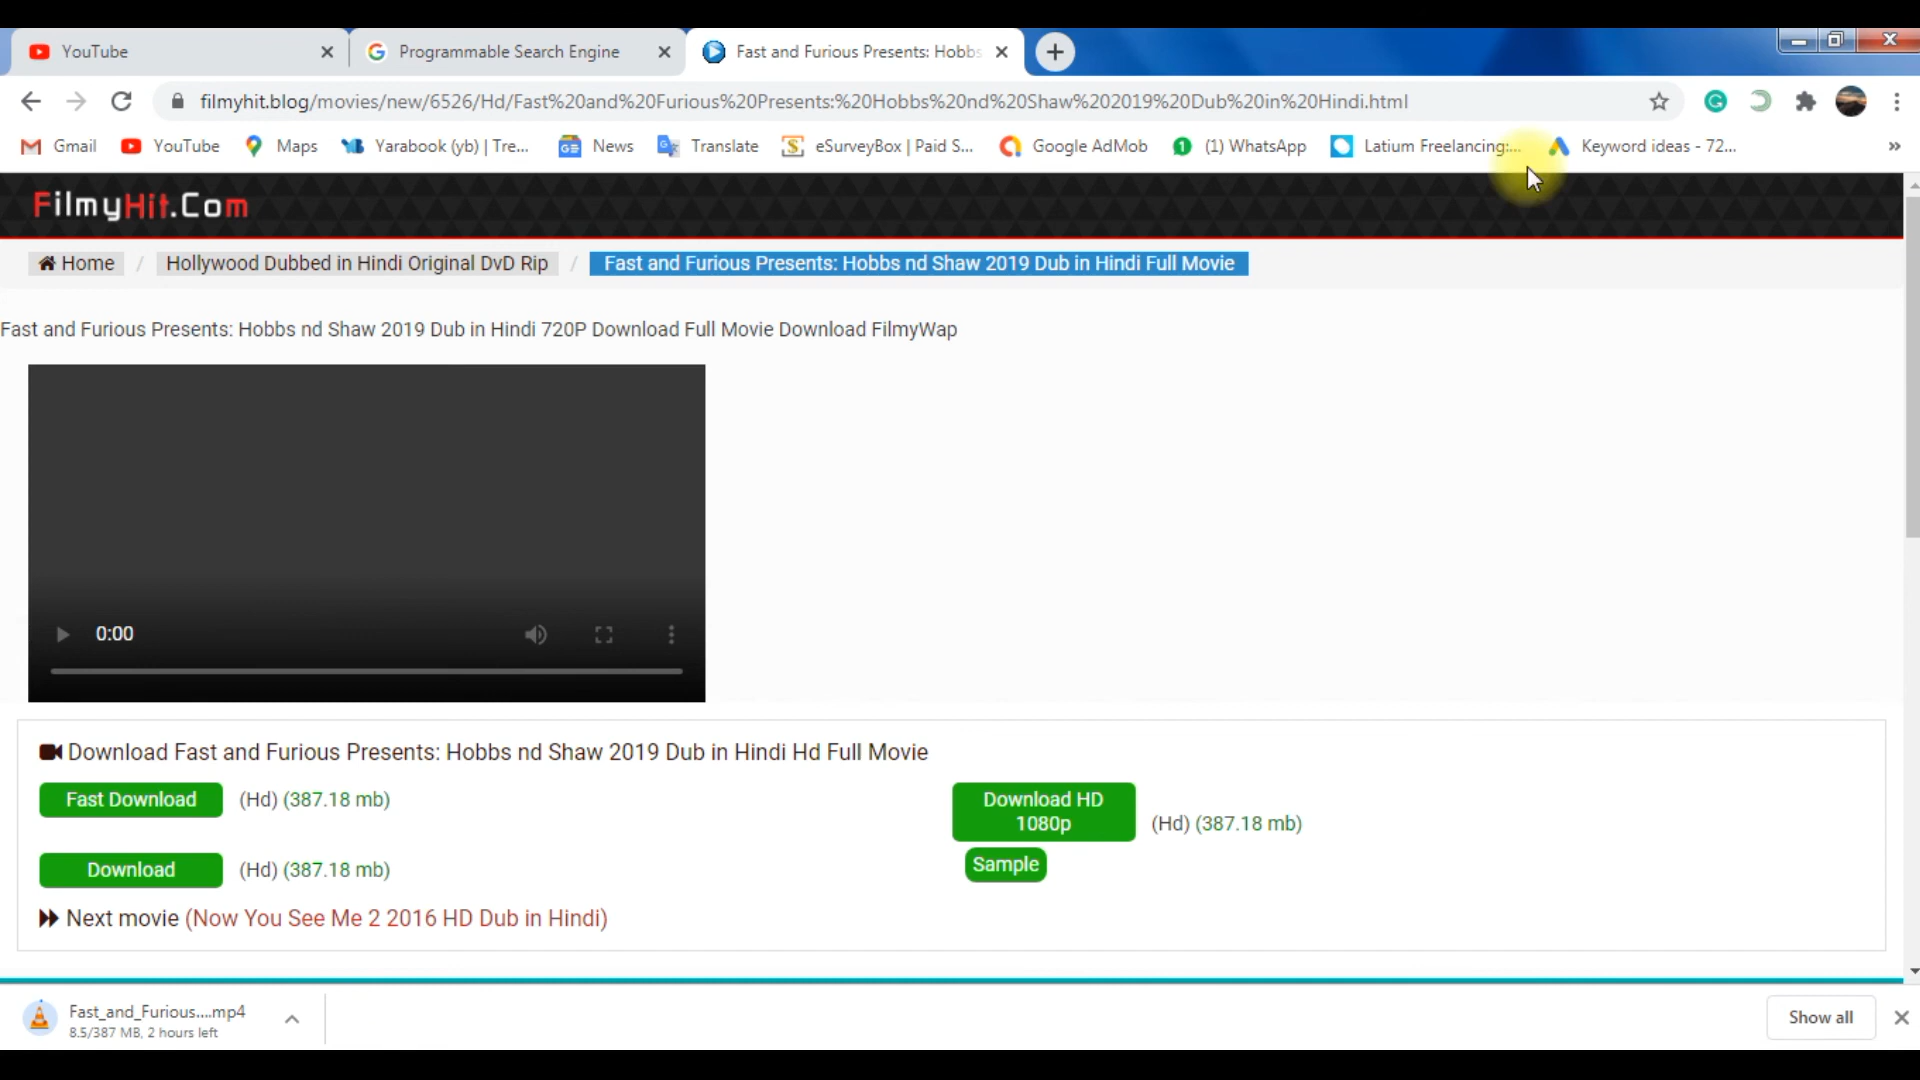 YouTube
Programmable Search Engine
Fast and Furious Presents: Hobbs
filmyhit.blog/movies/new/6526/Hd/Fast%20and%20Furious%20Presents:%20Hobbs%20nd%20Shaw%202019%20Dub%20in%20Hindi.html
Gmail
YouTube
Maps
Yarabook (yb) | Tre...
News
Translate
eSurveyBox | Paid S...
Google AdMob
(1) WhatsApp
Latium Freelancing:...
Keyword ideas - 72...
FilmyHit.Com
Home / Hollywood Dubbed in Hindi Original DvD Rip / Fast and Furious Presents: Hobbs nd Shaw 2019 Dub in Hindi Full Movie
Fast and Furious Presents: Hobbs nd Shaw 2019 Dub in Hindi 720P Download Full Movie Download FilmyWap
0:00
Download Fast and Furious Presents: Hobbs nd Shaw 2019 Dub in Hindi Hd Full Movie
Fast Download (Hd) (387.18 mb)
Download HD
1080p
(Hd) (387.18 mb)
Download (Hd) (387.18 mb)
Sample
Next movie (Now You See Me 2 2016 HD Dub in Hindi)
Fast_and_Furious....mp4
8.5/387 MB, 2 hours left
Show all